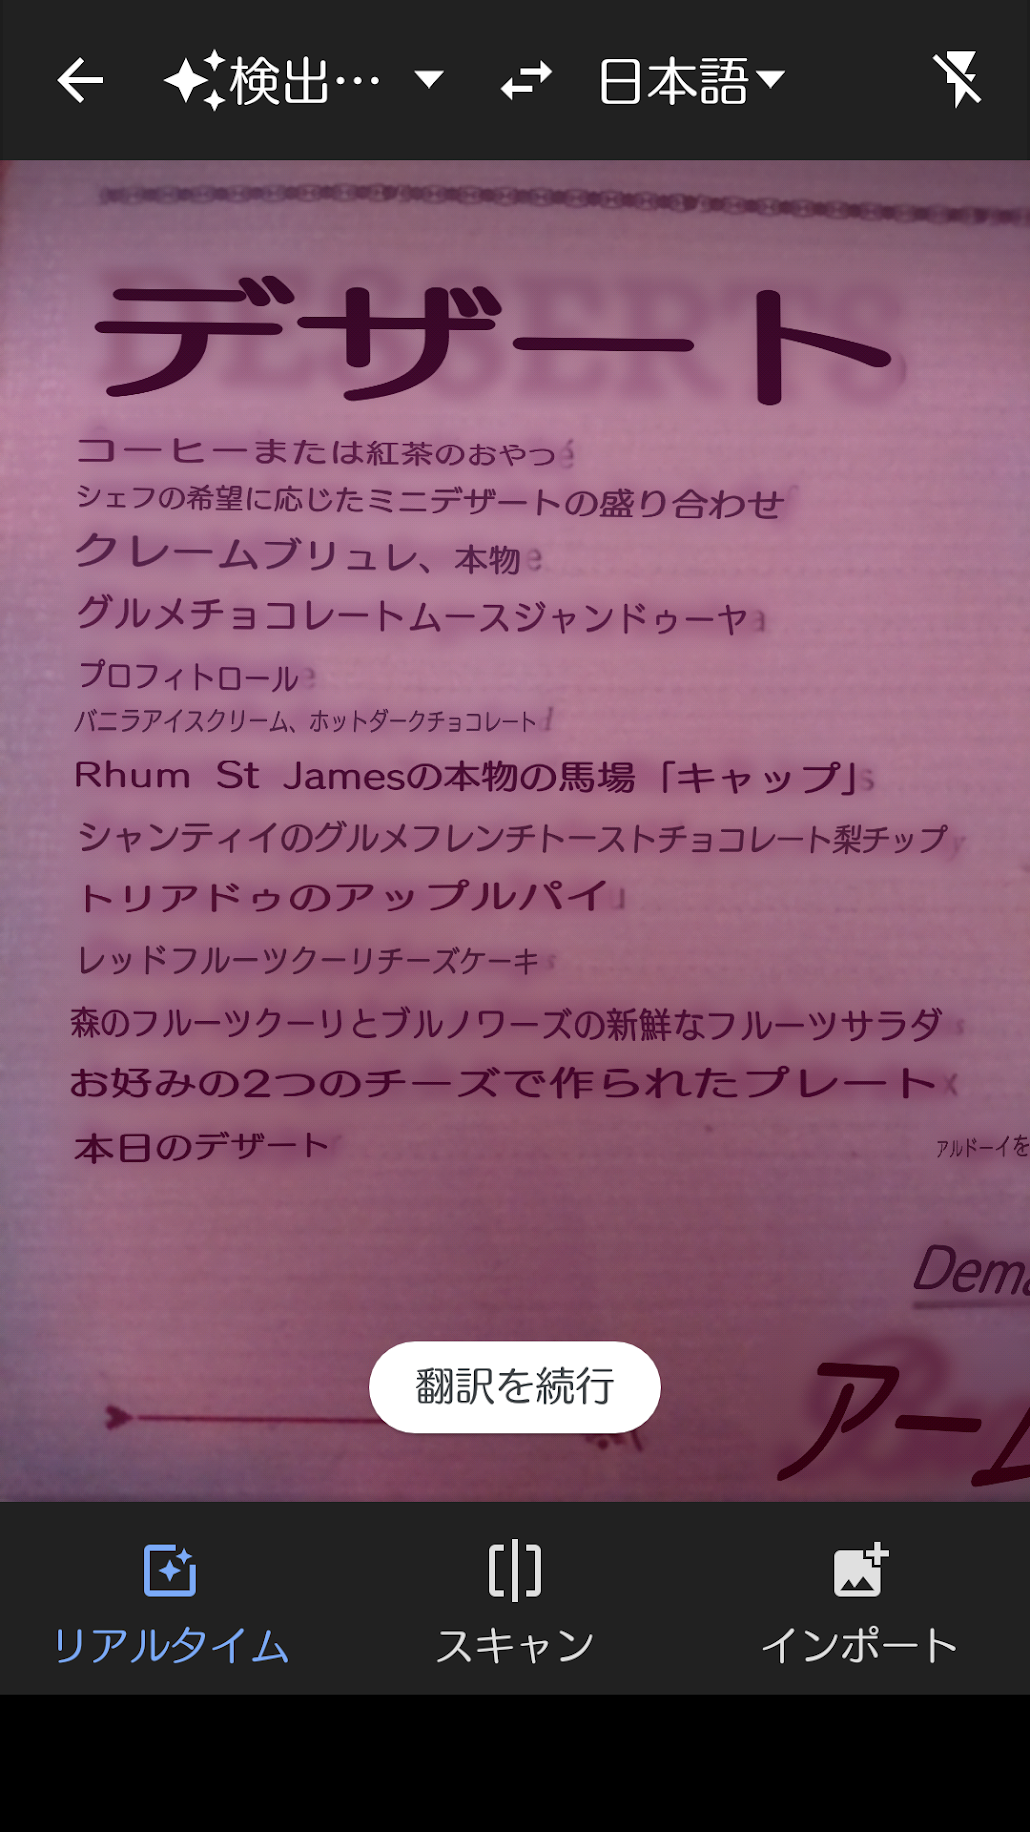 検出…
日本語
デザート
コーヒーまたは紅茶のおやつ
シェフの希望に応じたミニデザートの盛り合わせ
クレームブリュレ、本物
グルメチョコレートムースジャンドゥーヤ
プロフィトロール
バニラアイスクリーム、ホットダークチョコレート
Rhum St Jamesの本物の馬場「キャップ」
シャンティイのグルメフレンチトーストチョコレート梨チップ
トリアドゥのアップルパイ
レッドフルーツクーリチーズケーキ
森のフルーツクーリとブルノワーズの新鮮なフルーツサラダ
お好みの2つのチーズで作られたプレート
本日のデザート
アルドーイを
Dema
アーム
翻訳を続行
リアルタイム
スキャン
インポート